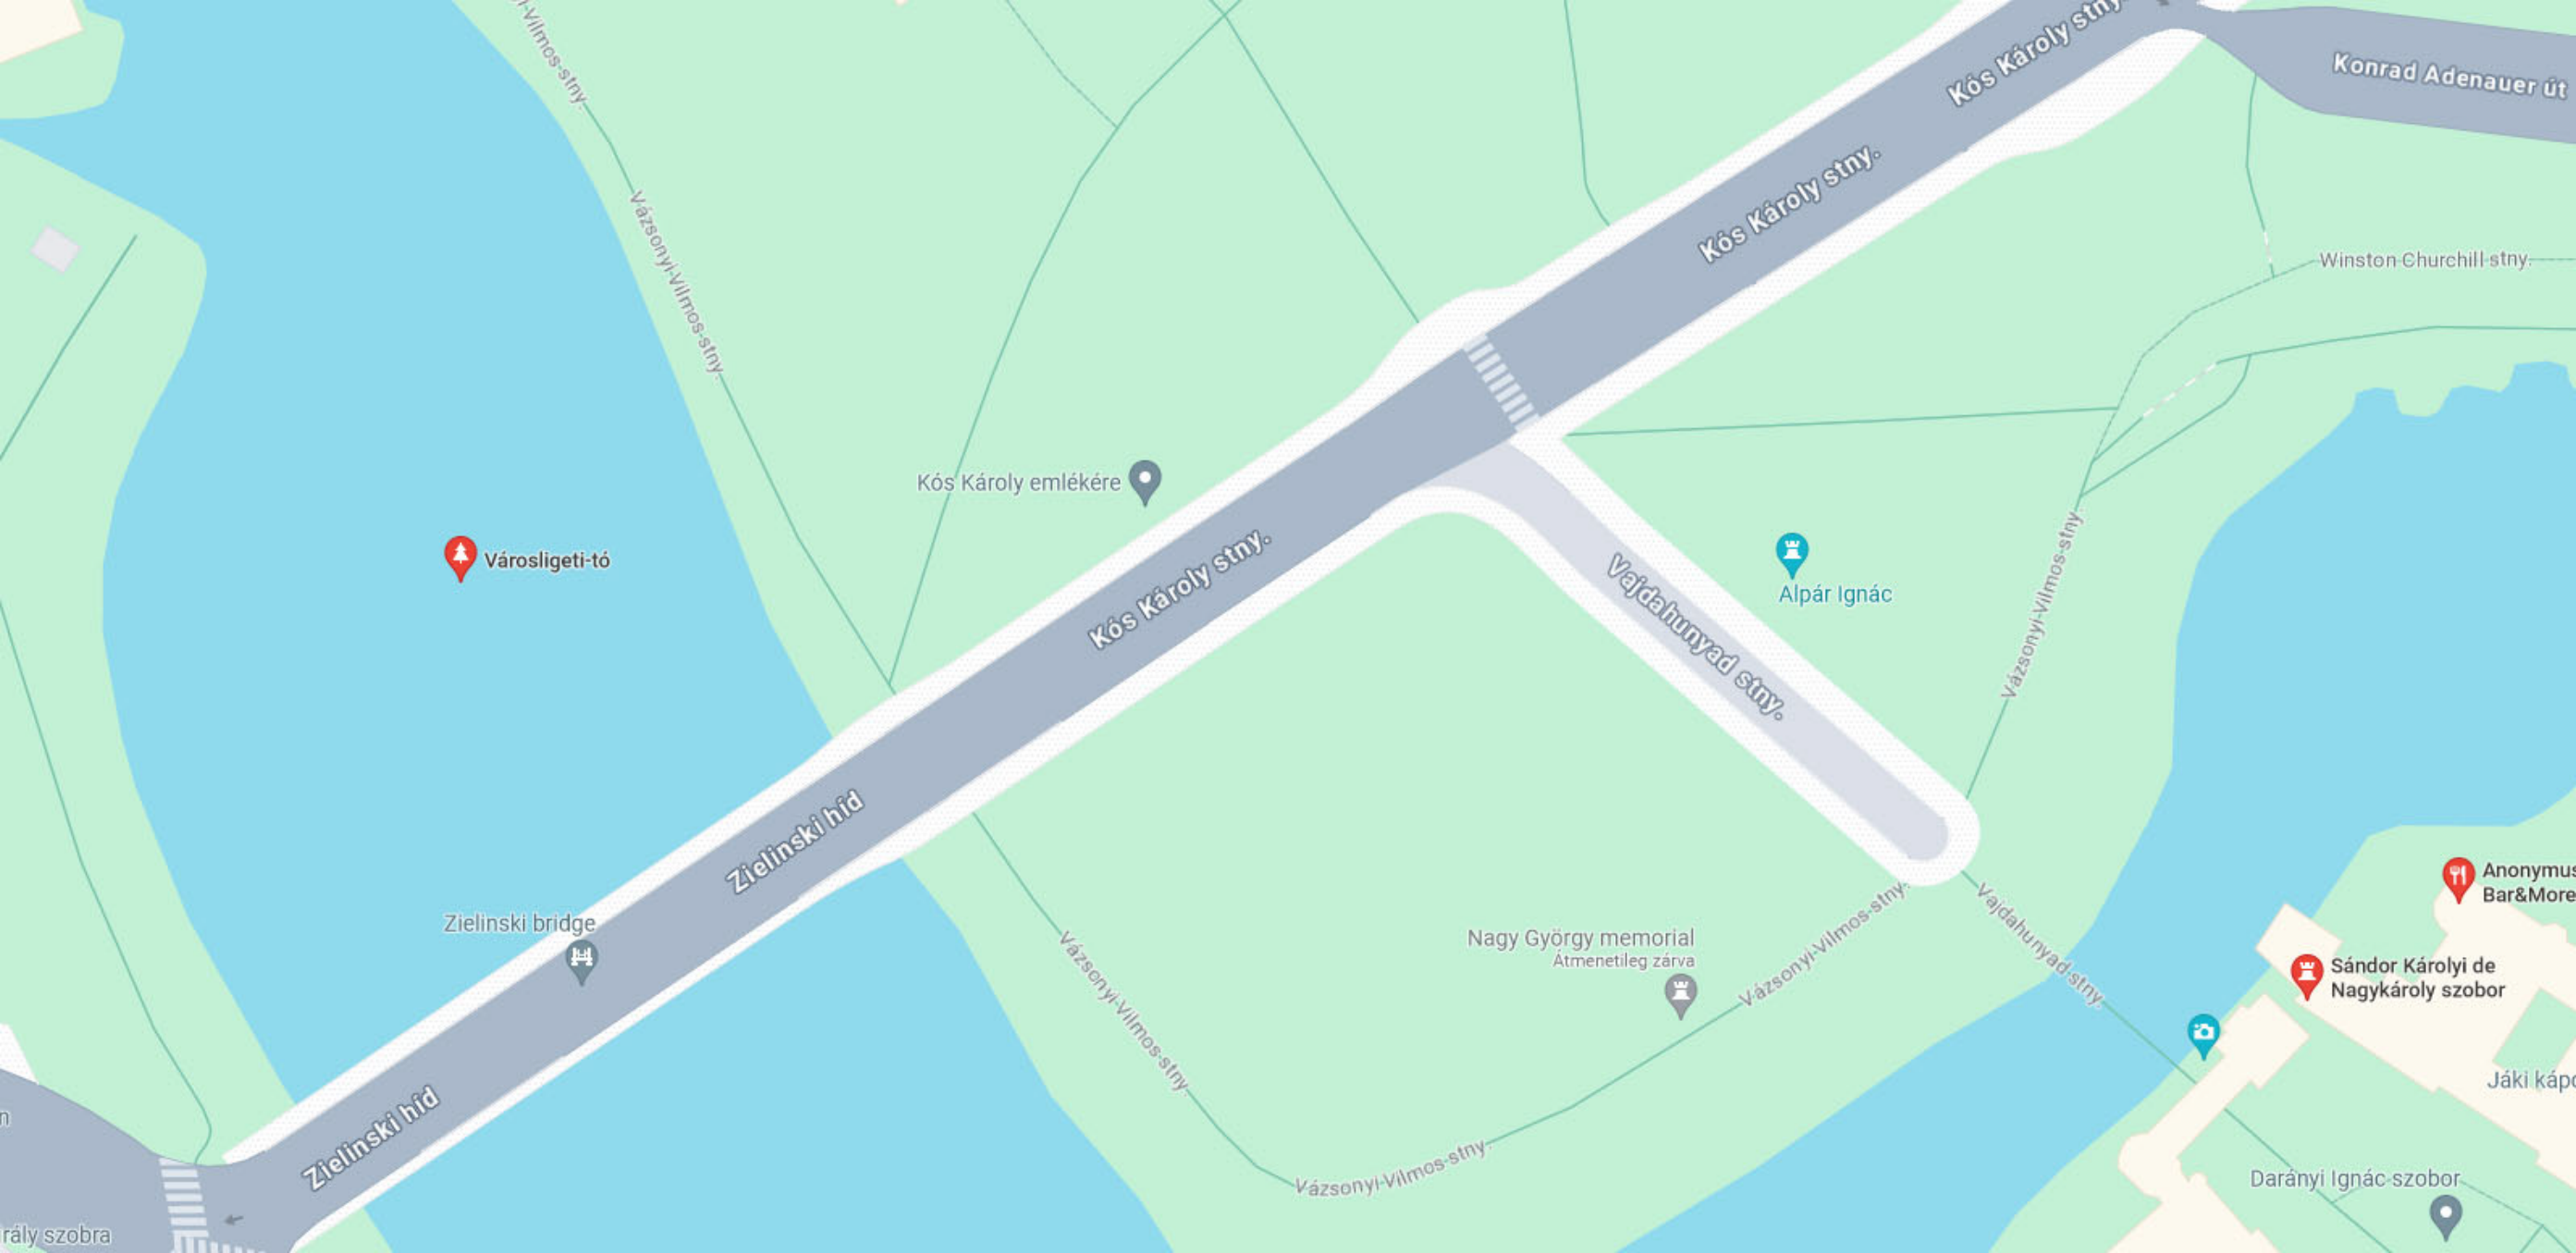 Vilmos-stny.
Kós Károly stny.
Konrad Adenauer út
Vázsonyi-Vilmos-stny.
Kós Károly stny.
Winston Churchill stny.
Kós Károly emlékére
Városligeti-tó
Kós Károly stny.
Alpár Ignác
Vajdahunyad stny.
Vázsonyi-Vilmos-stny.
Zielinski híd
Zielinski bridge
Nagy György memorial
Átmenetileg zárva
Vázsonyi-Vilmos-stny.
Vázsonyi-Vilmos-stny.
Vajdahunyad-stny.
Anonymus
Bar&More
Sándor Károlyi de
Nagykároly szobor
Jáki
Zielinski híd
Vázsonyi-Vilmos-stny.
Darányi Ignác szobor
szobra